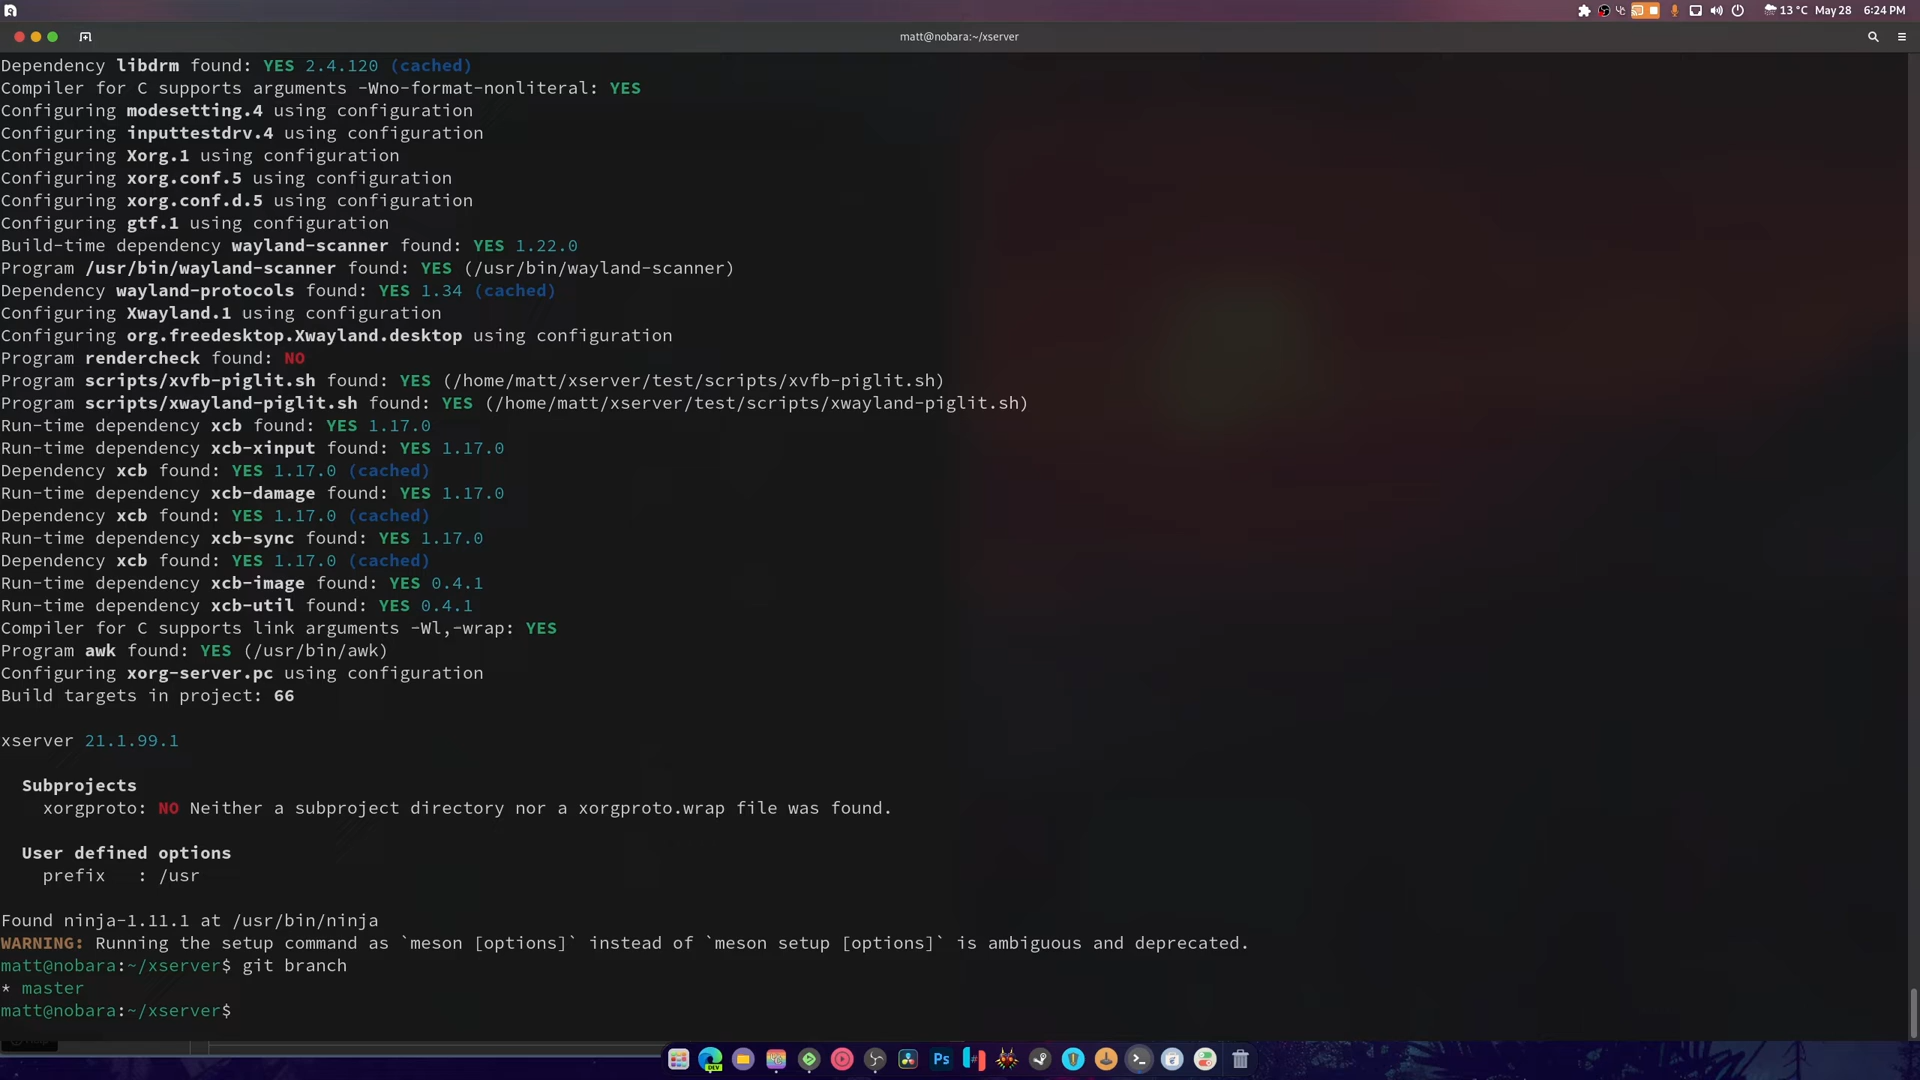 13 °C May 28 6:24 PM
matt@nobara:~/xserver
Dependency libdrm found: YES 2.4.120 (cached)
Compiler for C supports arguments -Wno-format-nonliteral: YES
Configuring modesetting.4 using configuration
Configuring inputtestdrv.4 using configuration
Configuring Xorg.1 using configuration
Configuring xorg.conf.5 using configuration
Configuring xorg.conf.d.5 using configuration
Configuring gtf.1 using configuration
Build-time dependency wayland-scanner found: YES 1.22.0
Program /usr/bin/wayland-scanner found: YES (/usr/bin/wayland-scanner)
Dependency wayland-protocols found: YES 1.34 (cached)
Configuring Xwayland.1 using configuration
Configuring org.freedesktop.Xwayland.desktop using configuration
Program rendercheck found: NO
Program scripts/xvfb-piglit.sh found: YES (/home/matt/xserver/test/scripts/xvfb-piglit.sh)
Program scripts/xwayland-piglit.sh found: YES (/home/matt/xserver/test/scripts/xwayland-piglit.sh)
Run-time dependency xcb found: YES 1.17.0
Run-time dependency xcb-xinput found: YES 1.17.0
Dependency xcb found: YES 1.17.0 (cached)
Run-time dependency xcb-damage found: YES 1.17.0
Dependency xcb found: YES 1.17.0 (cached)
Run-time dependency xcb-sync found: YES 1.17.0
Dependency xcb found: YES 1.17.0 (cached)
Run-time dependency xcb-image found: YES 0.4.1
Run-time dependency xcb-util found: YES 0.4.1
Compiler for C supports link arguments -Wl,-wrap: YES
Program awk found: YES (/usr/bin/awk)
Configuring xorg-server.pc using configuration
Build targets in project: 66
xserver 21.1.99.1
Subprojects
xorgproto: NO Neither a subproject directory nor a xorgproto.wrap file was found.
User defined options
prefix : /usr
Found ninja-1.11.1 at /usr/bin/ninja
WARNING: Running the setup command as `meson [options]` instead of `meson setup [options]` is ambiguous and deprecated.
matt@nobara:~/xserver$ git branch
* master
matt@nobara:~/xserver$
DEV
Ps